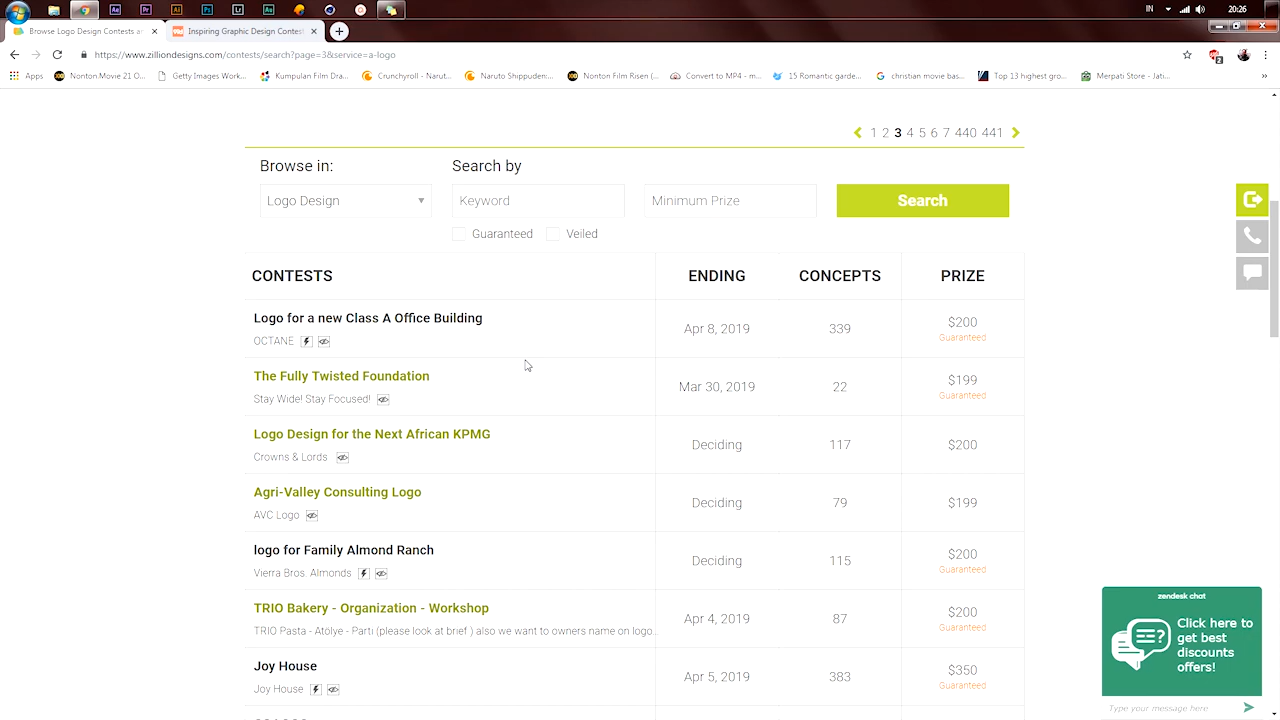 Ae
Pr
Ai
Ps
Lr
Ae
IN
20:26
Browse Logo Design Contests a
Inspiring Graphic Design Contest
https://www.zilliondesigns.com/contests/search?page=3&service=a-logo
2
Apps
Nonton.Movie 21 O...
Getty Images Work...
Kumpulan Film Dra...
Crunchyroll - Narut...
Naruto Shippuden:...
Nonton Film Risen (...
Convert to MP4 - m...
15 Romantic garde...
christian movie bas...
Top 13 highest gro...
Merpati Store - Jati...
»
1 2 3 4 5 6 7 440 441
Browse in:
Search by
Logo Design
Keyword
Minimum Prize
Search
Guaranteed
Veiled
CONTESTS
ENDING
CONCEPTS
PRIZE
Logo for a new Class A Office Building
OCTANE
Apr 8, 2019
339
$200
Guaranteed
The Fully Twisted Foundation
Stay Wide! Stay Focused!
Mar 30, 2019
22
$199
Guaranteed
Logo Design for the Next African KPMG
Crowns & Lords
Deciding
117
$200
Agri-Valley Consulting Logo
AVC Logo
Deciding
79
$199
logo for Family Almond Ranch
Vierra Bros. Almonds
Deciding
115
$200
Guaranteed
TRIO Bakery - Organization - Workshop
TRIO Pasta - Atölye - Parti (please look at brief ) also we want to owners name on logo...
Apr 4, 2019
87
$200
Guaranteed
Joy House
Joy House
Apr 5, 2019
383
$350
Guaranteed
zendesk chat
Click here to
get best
discounts
offers!
Type your message here